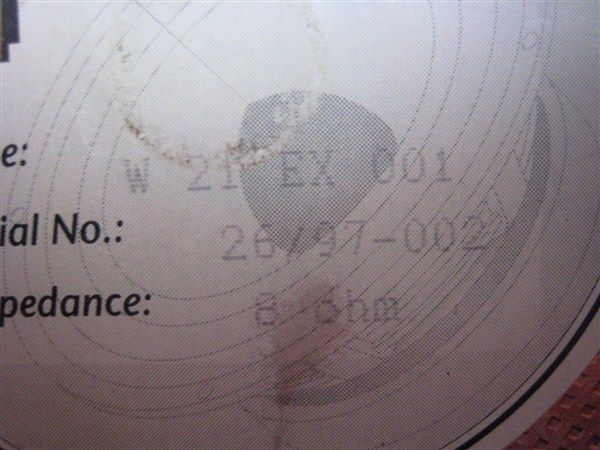 e: W 21 EX 001
ial No.: 26/97-002
pedance: 8 ohm